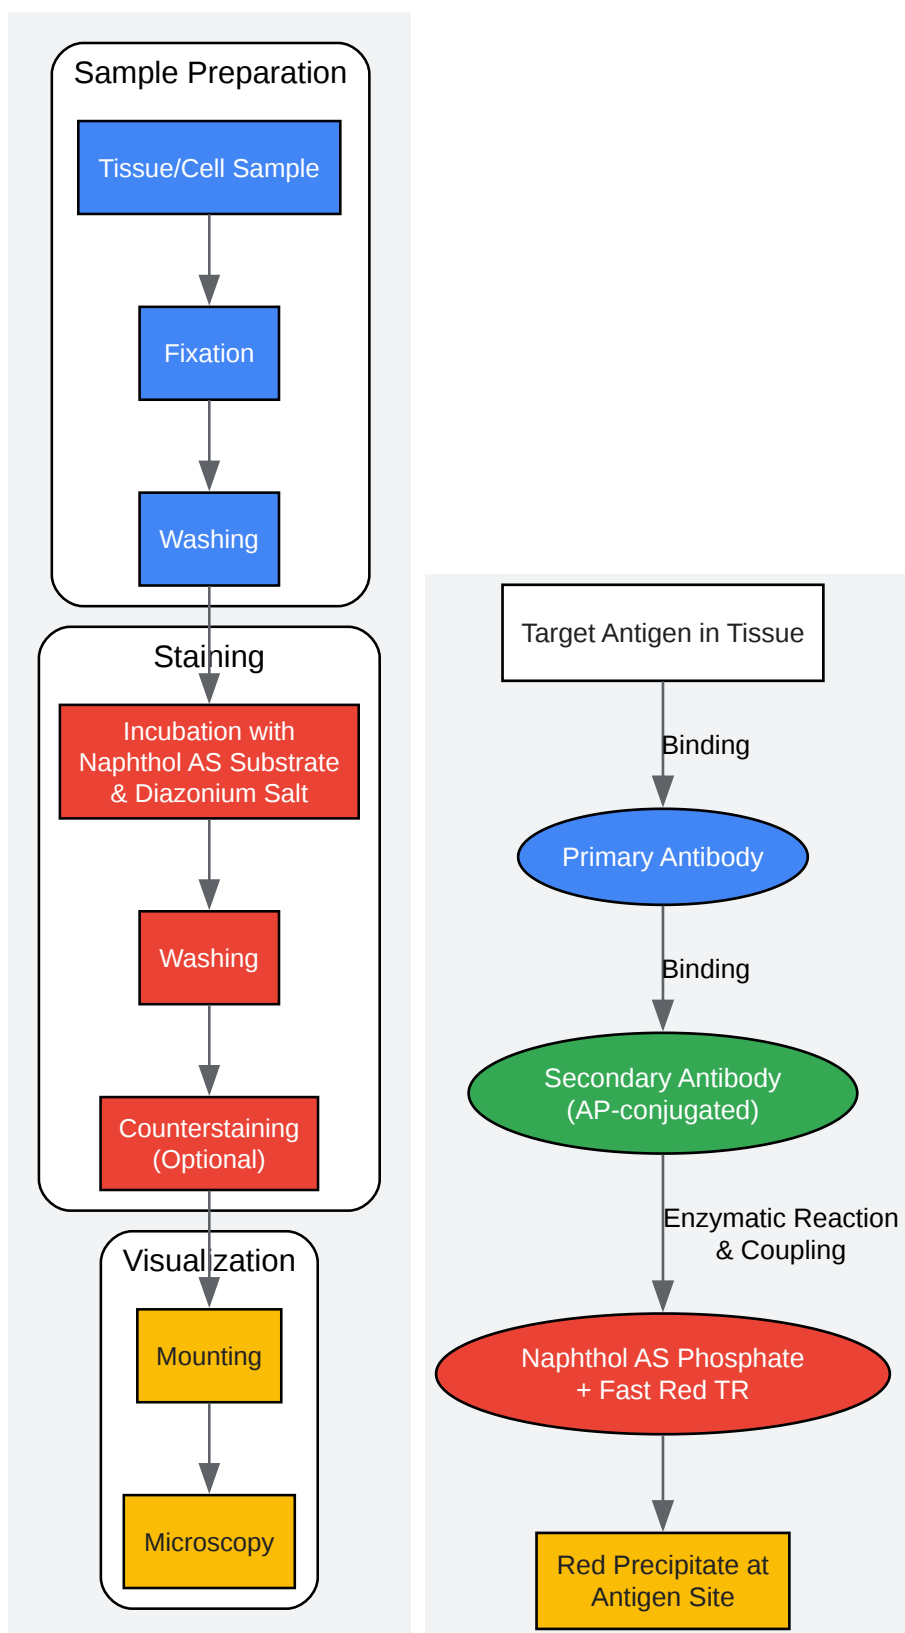 Sample Preparation
Tissue/Cell Sample
Fixation
Washing
Staining
Incubation with
Naphthol AS Substrate
& Diazonium Salt
Washing
Counterstaining
(Optional)
Visualization
Mounting
Microscopy
Target Antigen in Tissue
Binding
Primary Antibody
Binding
Secondary Antibody
(AP-conjugated)
Enzymatic Reaction
& Coupling
Naphthol AS Phosphate
+ Fast Red TR
Red Precipitate at
Antigen Site